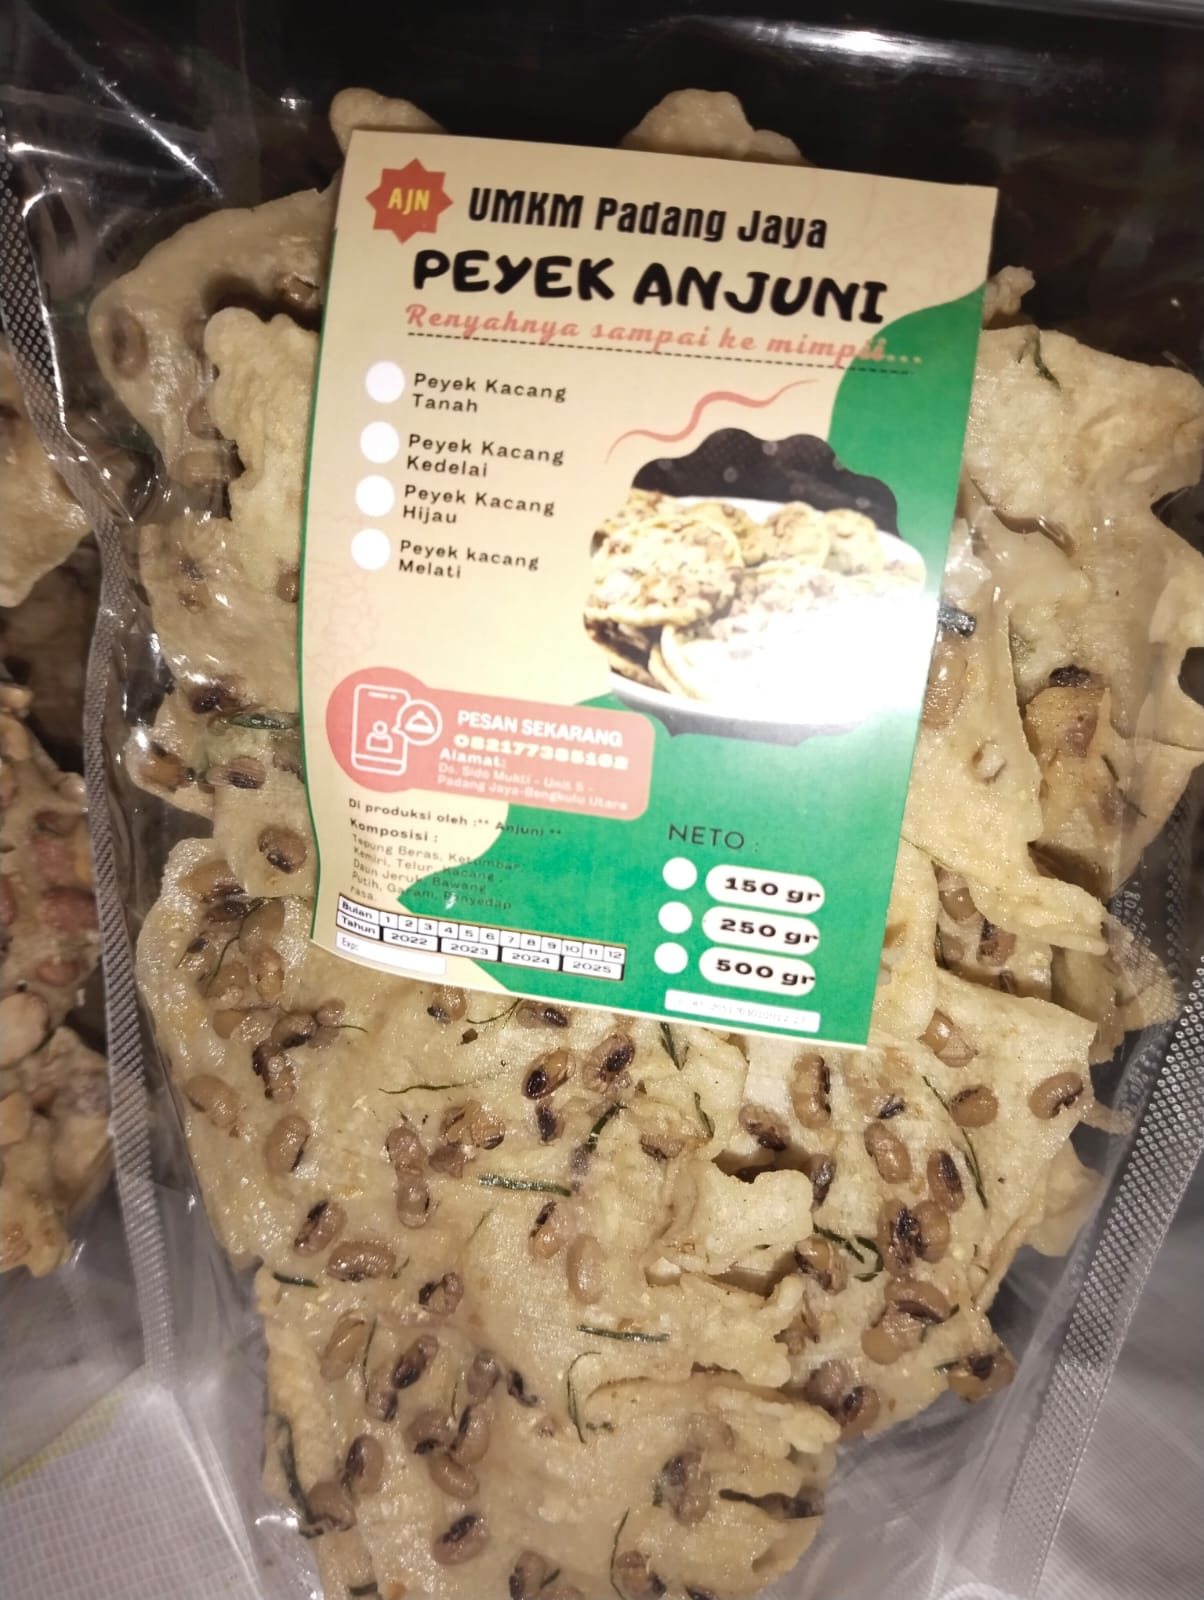 AJN
UMKM Padang Jaya
PEYEK ANJUNI
Renyahnya sampai ke mimpii...
Peyek Kacang
Tanah
Peyek Kacang
Kedelai
Peyek Kacang
Hijau
Peyek kacang
Melati
PESAN SEKARANG
082177385162
Alamat:
Ds. Sido Mukti - Unit 5 -
Padang Jaya-Bengkulu Utara
Di produksi oleh :** Anjuni **
Komposisi :
Tepung Beras, Ketumbar,
Kemiri, Telur, Kacang,
Daun Jeruk, Bawang
Putih, Garam, Penyedap
rasa.
Bulan 1 2 3 4 5 6 7 8 9 10 11 12
Tahun 2022 2023 2024 2025
Exp:
NETO :
150 gr
250 gr
500 gr